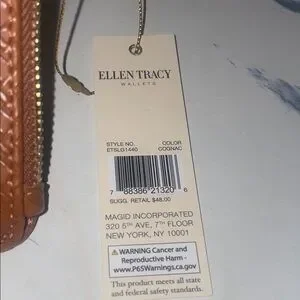 ELLEN TRACY
WALLETS
STYLE NO. COLOR
ETSLG1440 COGNAC
7 88386 21320 6
SUGG. RETAIL $48.00
MAGID INCORPORATED
320 5TH AVE, 7TH FLOOR
NEW YORK, NY 10001
⚠ WARNING Cancer and
Reproductive Harm -
www.P65Warnings.ca.gov
This product meets all state
and federal safety standards.